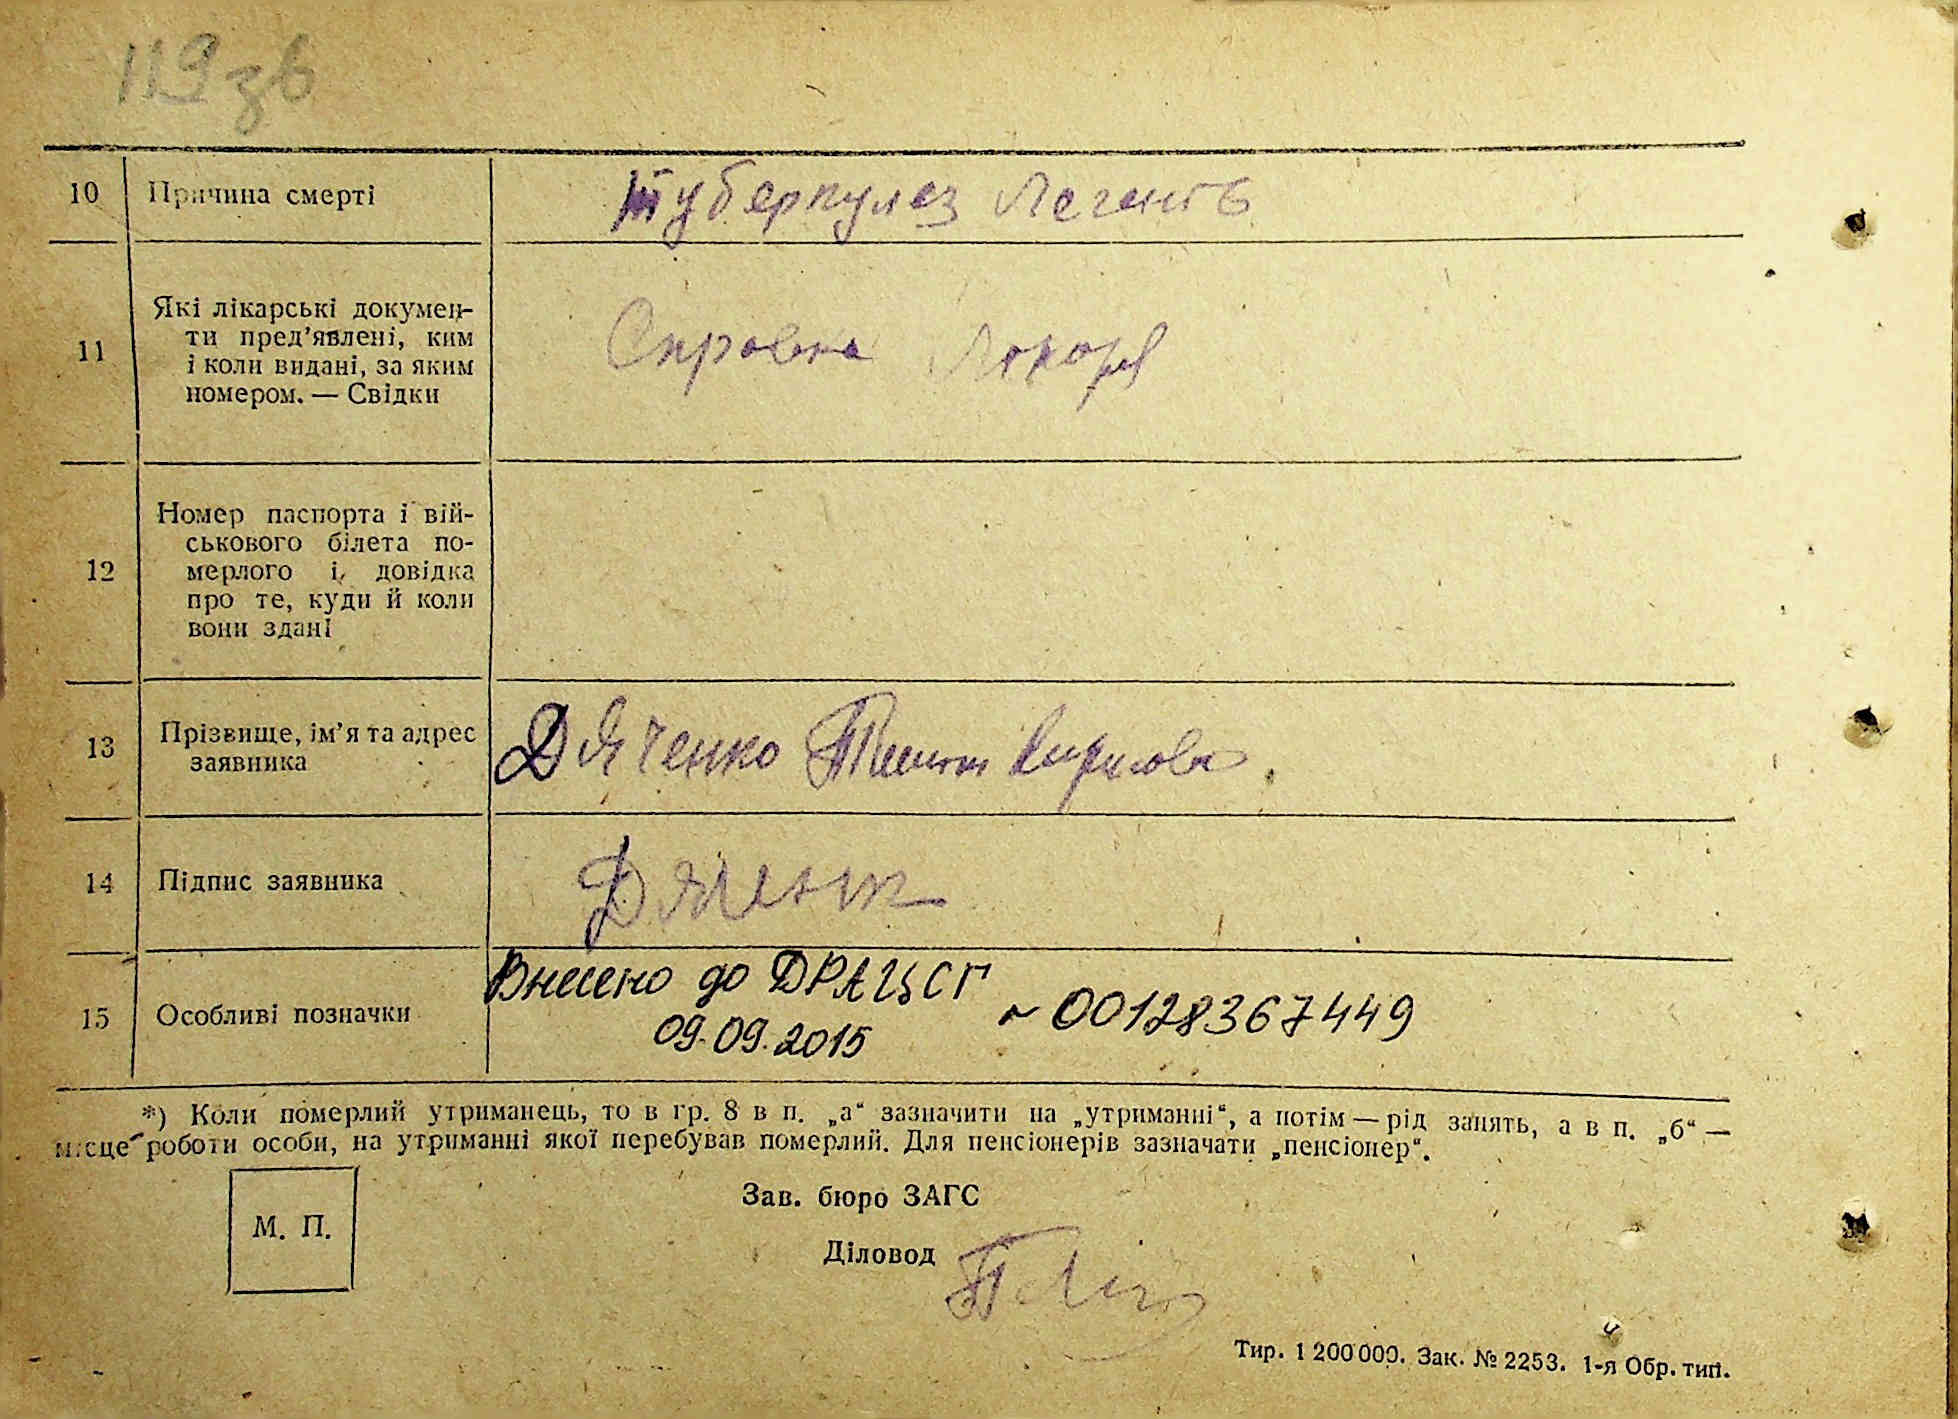 119 зв
10 Причина смерті Туберкулез Легенів
11 Які лікарські докумен-
ти пред’явлені, ким
і коли видані, за яким
номером. — Свідки
Справка Лікаря
12 Номер паспорта і вій-
ськового білета по-
мерлого і, довідка
про те, куди й коли
вони здані
13 Прізвище, ім’я та адрес
заявника
Дяченко
14 Підпис заявника
15 Особливі позначки
Внесено до ДРАЦСГ
09.09.2015 ~ 00128367449
*) Коли померлий утриманець, то в гр. 8 в п. „а“ зазначити на „утриманні“, а потім — рід занять, а в п. „б“ —
місце роботи особи, на утриманні якої перебував померлий. Для пенсіонерів зазначати „пенсіонер“.
М. П.
Зав. бюро ЗАГС
Діловод
Тир. 1 200 000. Зак. № 2253. 1-я Обр. тип.